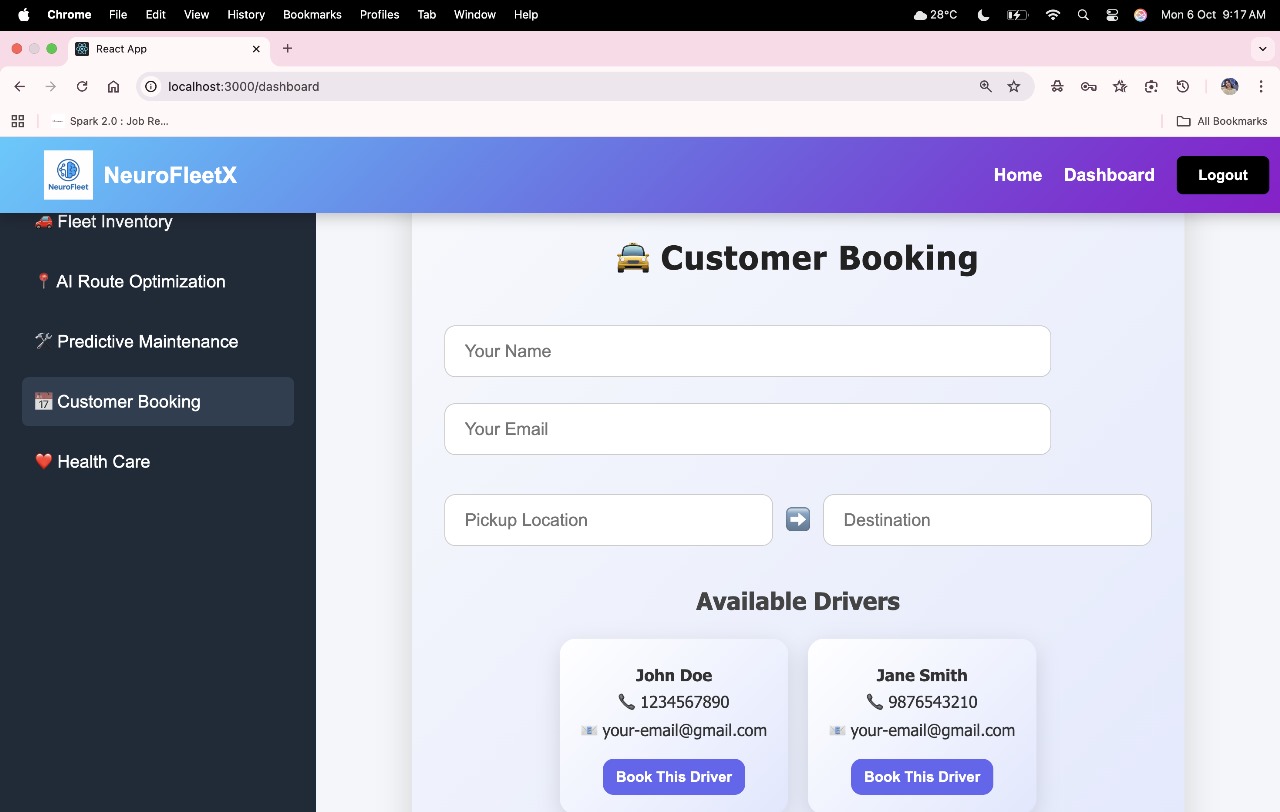 Chrome File Edit View History Bookmarks Profiles Tab Window Help 28°C Mon 6 Oct 9:17 AM
React App
localhost:3000/dashboard
Spark 2.0 : Job Re... All Bookmarks
NeuroFleet NeuroFleetX Home Dashboard Logout
Fleet Inventory
AI Route Optimization
Predictive Maintenance
17 Customer Booking
Health Care
Customer Booking
Your Name
Your Email
Pickup Location Destination
Available Drivers
John Doe Jane Smith
1234567890 9876543210
your-email@gmail.com your-email@gmail.com
Book This Driver Book This Driver